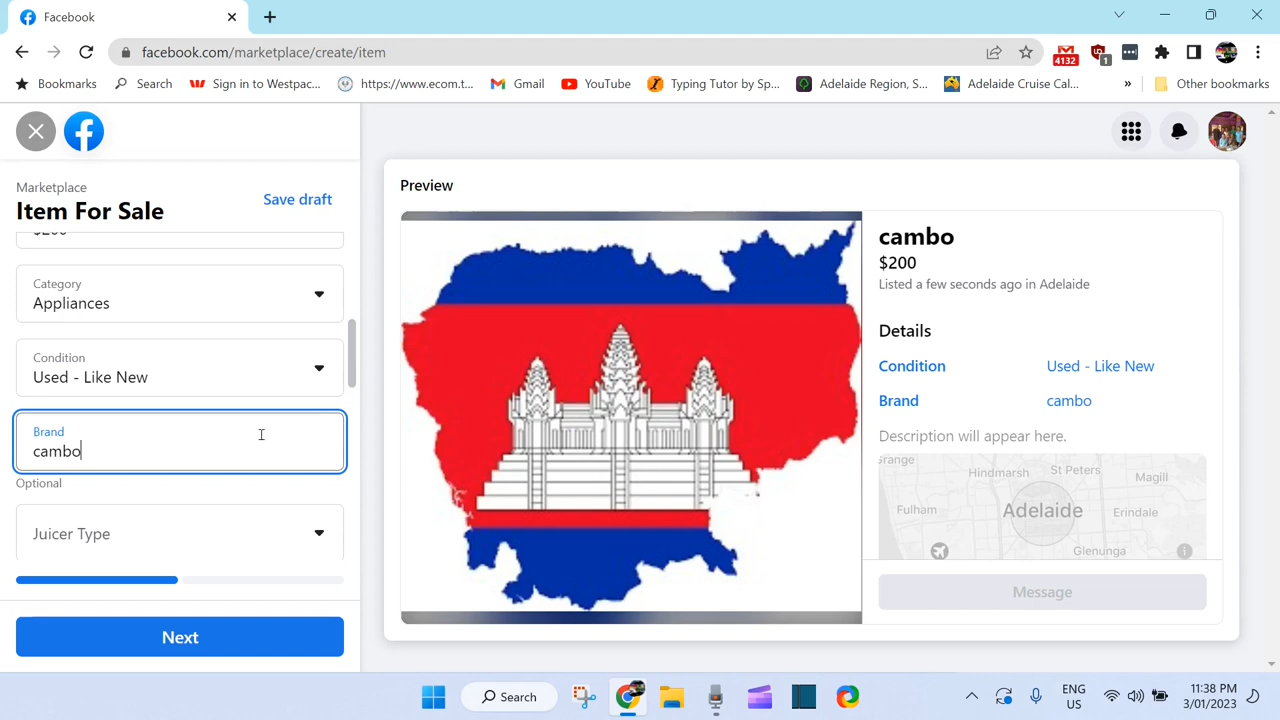 Facebook
facebook.com/marketplace/create/item
4132
1
Bookmarks
Search
Sign in to Westpac...
https://www.ecom.t...
Gmail
YouTube
Typing Tutor by Sp...
Adelaide Region, S...
Adelaide Cruise Cal...
»
Other bookmarks
Marketplace
Item For Sale
Save draft
$200
Category
Appliances
Condition
Used - Like New
Brand
cambo
Optional
Juicer Type
Next
Preview
cambo
$200
Listed a few seconds ago in Adelaide
Details
Condition
Used - Like New
Brand
cambo
Description will appear here.
Hindmarsh
St Peters
Magill
Fulham
Adelaide
Erindale
Glenunga
Message
Search
ENG
US
11:38 PM
3/01/2023